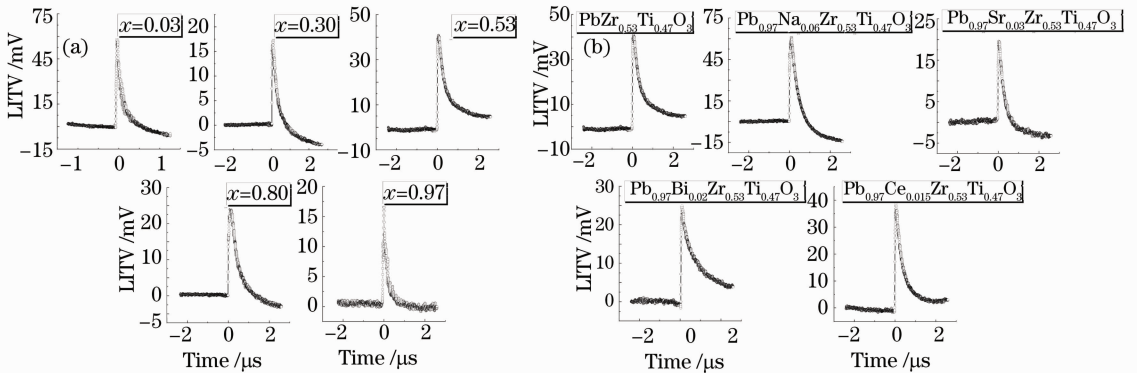 (a)
x=0.03
LITV /mV
75
45
15
−15
−1 0 1
x=0.30
20
15
10
5
0
−5
−2 0 2
x=0.53
50
30
10
−10
−2 0 2
x=0.80
LITV /mV
30
20
10
0
−5
−2 0 2
Time /μs
x=0.97
20
15
10
5
0
−2 0 2
Time /μs
(b)
PbZr0.53Ti0.47O3
LITV /mV
50
30
10
−10
−2 0 2
Pb0.97Na0.06Zr0.53Ti0.47O3
75
45
15
−15
−2 0 2
Pb0.97Sr0.03Zr0.53Ti0.47O3
25
15
5
−5
−2 0 2
Pb0.97Bi0.02Zr0.53Ti0.47O3
LITV /mV
30
20
10
0
−2 0 2
Time /μs
Pb0.97Ce0.015Zr0.53Ti0.47O3
40
30
20
10
0
−2 0 2
Time /μs